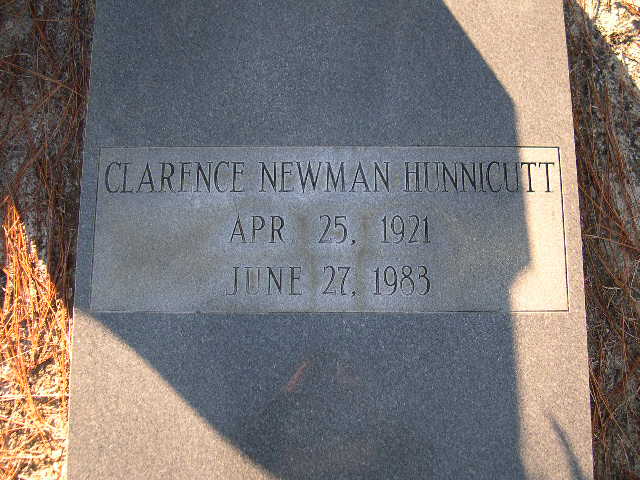 CLARENCE NEWMAN HUNNICUTT
APR. 25, 1921
JUNE 27, 1983